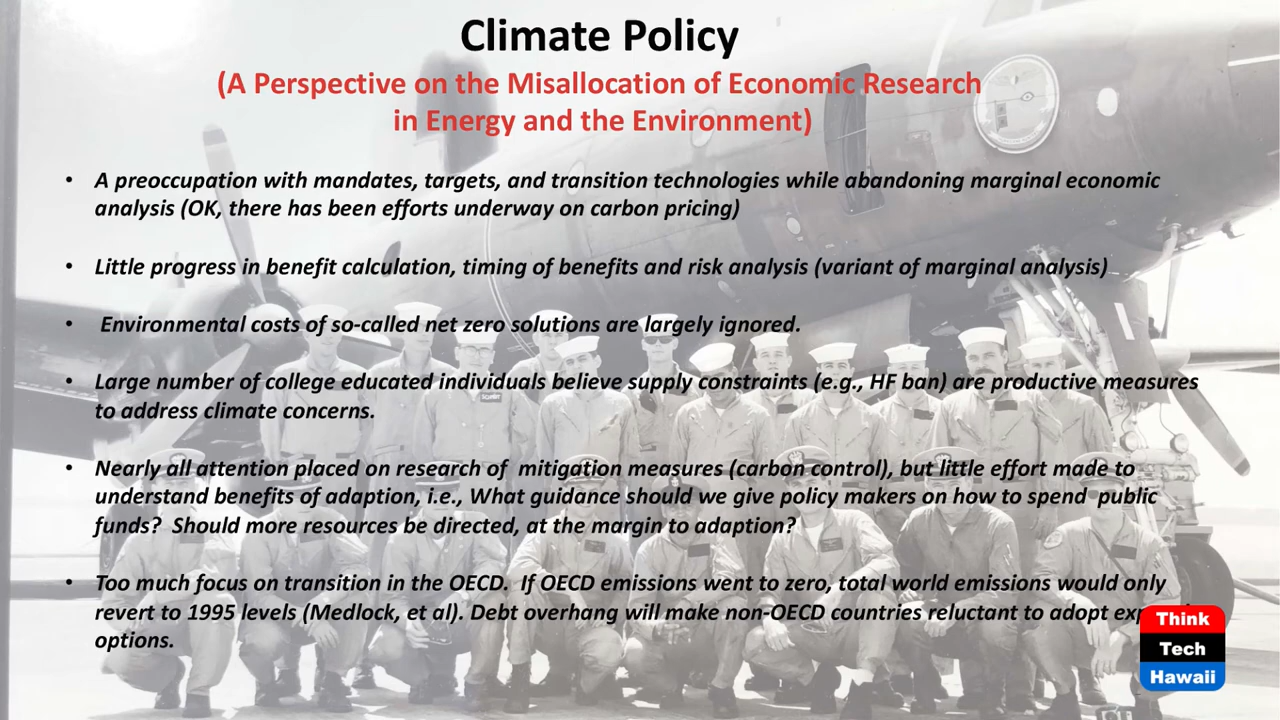 Climate Policy
(A Perspective on the Misallocation of Economic Research
in Energy and the Environment)
• A preoccupation with mandates, targets, and transition technologies while abandoning marginal economic
analysis (OK, there has been efforts underway on carbon pricing)
• Little progress in benefit calculation, timing of benefits and risk analysis (variant of marginal analysis)
• Environmental costs of so-called net zero solutions are largely ignored.
• Large number of college educated individuals believe supply constraints (e.g., HF ban) are productive measures
to address climate concerns.
• Nearly all attention placed on research of mitigation measures (carbon control), but little effort made to
understand benefits of adaption, i.e., What guidance should we give policy makers on how to spend public
funds? Should more resources be directed, at the margin to adaption?
• Too much focus on transition in the OECD. If OECD emissions went to zero, total world emissions would only
revert to 1995 levels (Medlock, et al). Debt overhang will make non-OECD countries reluctant to adopt
options.
Think
Tech
Hawaii